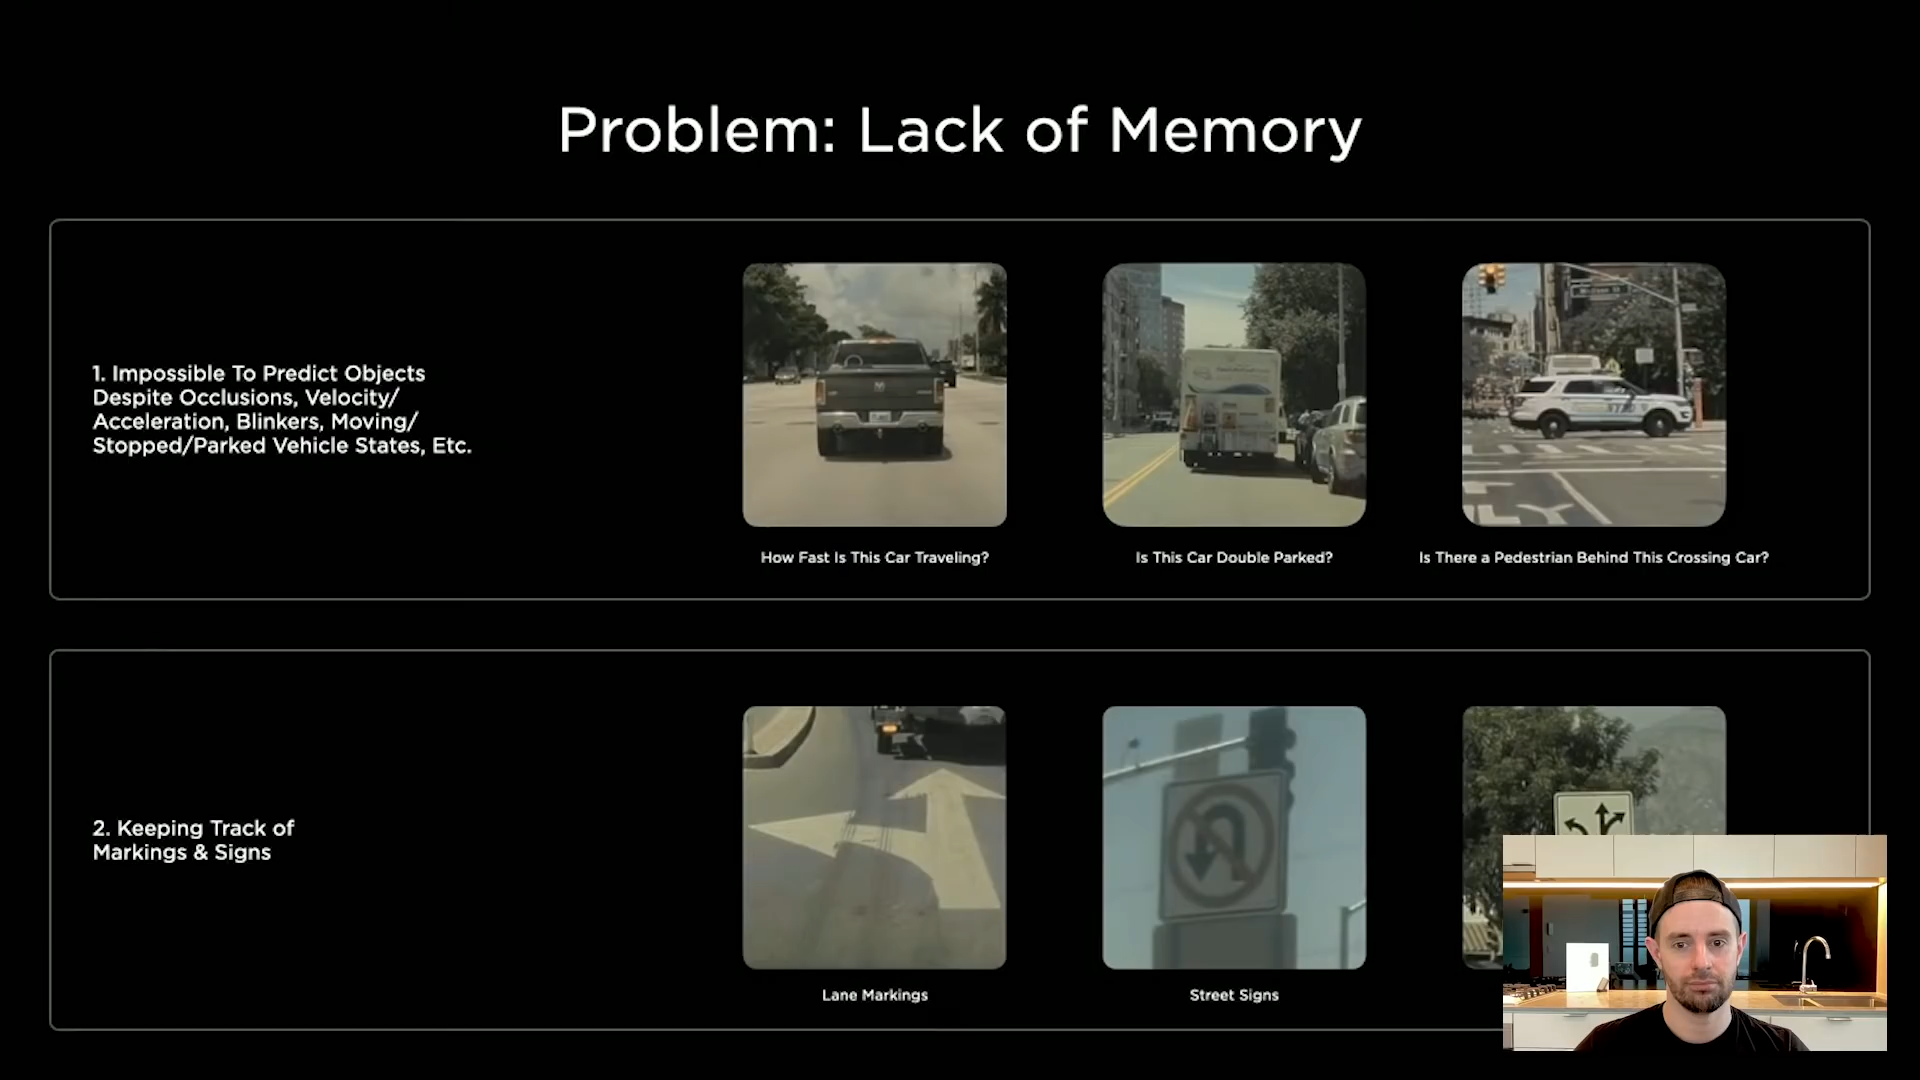 Problem: Lack of Memory
1. Impossible To Predict Objects
Despite Occlusions, Velocity/
Acceleration, Blinkers, Moving/
Stopped/Parked Vehicle States, Etc.
How Fast Is This Car Traveling?
Is This Car Double Parked?
Is There a Pedestrian Behind This Crossing Car?
2. Keeping Track of
Markings & Signs
Lane Markings
Street Signs